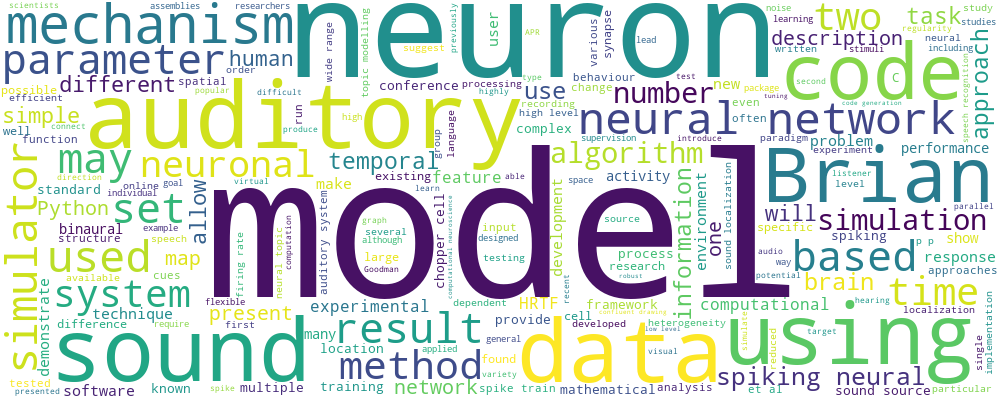 scientists
assemblies
researchers
mechanism
neuron
previously
APR
user
noise
learning
study
two
task
regularity
studies
parameter
human
wide range
topic modelling
suggest
lead
various
synapse
description
neural
including
written
stimuli
code
approach
possible
different
spatial
order
conference
processing
behaviour
test
efficient
popular
difficult
highly
type
change
number
new
package
second
C
tuning
auditory
use
recording
even
code generation
simple
connect
run
high
high level
neural network
often
paradigm
speech recognition
well
function
produce
group
language
complex
supervision
introduce
experiment
problem
performance
simulator
may
neuronal
temporal
algorithm
Brian
listener
level
parallel
direction
virtual
existing
able
feature
space
activity
standard
online
goal
individual
make
learn
model
Python
set
allow
auditory system
computation
graph
several
although
Goodman
large
chopper cell
computational neuroscience
input
designed
testing
development
source
process
research
information
environment
one
sound localization
will
simulation
specific
spiking
show
binaural
structure
example
speech
used
map
neural topic
audio
way
p p
based
response
available
cues
firing rate
recent
robust
potential
brain
approaches
demonstrate
system
flexible
experimental
dependent
HRTF
framework
confluent drawing
computational
hearing
time
localization
technique
present
provide
cell
developed
heterogeneity
low level
simulate
reduced
target
implementation
single
difference
require
first
many
result
general
data
using
sound
location
applied
method
variety
found
visual
spiking neural
tested
presented
software
known
spike
multiple
training
network
spike train
mathematical
analysis
et al
sound source
particular